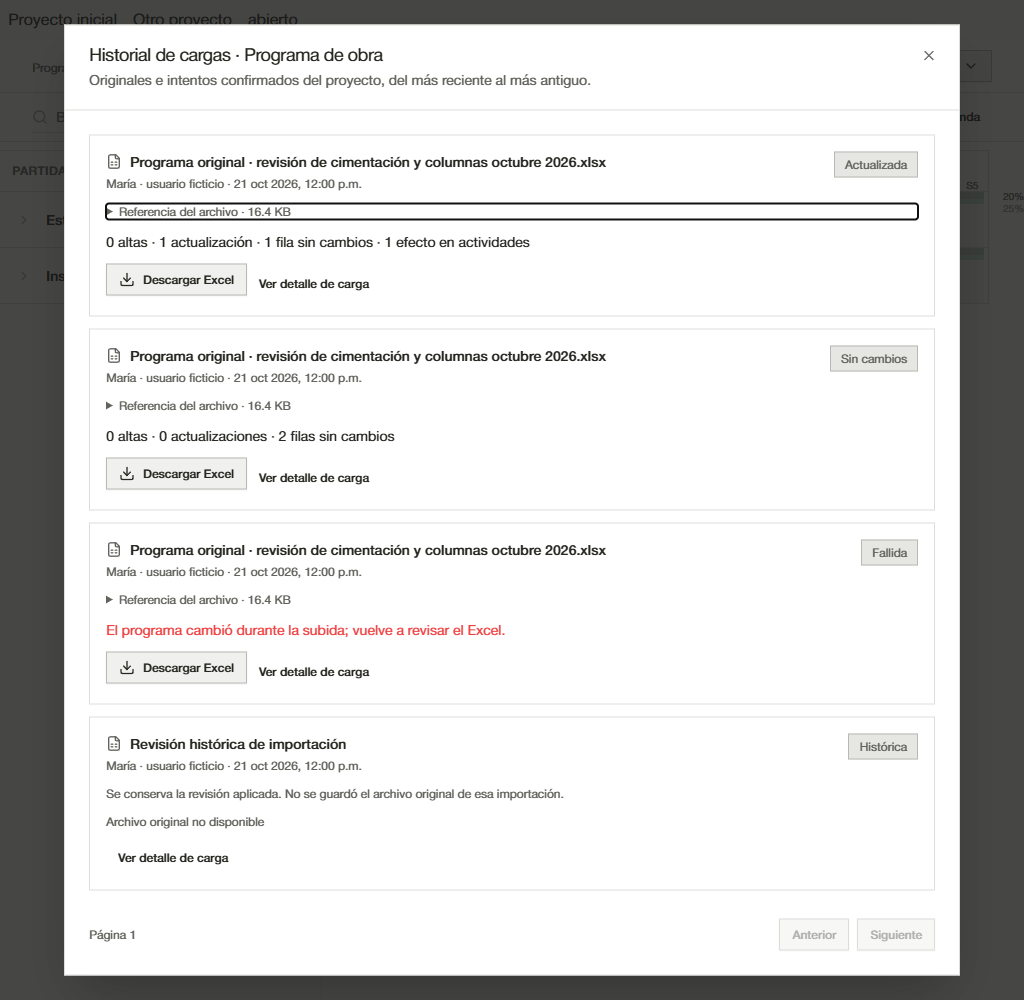 Proyecto inicial Otro proyecto abierto
Historial de cargas · Programa de obra
Originales e intentos confirmados del proyecto, del más reciente al más antiguo.
PARTIDA
S5
20%
25%
Programa original · revisión de cimentación y columnas octubre 2026.xlsx
Actualizada
María · usuario ficticio · 21 oct 2026, 12:00 p.m.
Referencia del archivo · 16.4 KB
0 altas · 1 actualización · 1 fila sin cambios · 1 efecto en actividades
Descargar Excel
Ver detalle de carga
Programa original · revisión de cimentación y columnas octubre 2026.xlsx
Sin cambios
María · usuario ficticio · 21 oct 2026, 12:00 p.m.
Referencia del archivo · 16.4 KB
0 altas · 0 actualizaciones · 2 filas sin cambios
Descargar Excel
Ver detalle de carga
Programa original · revisión de cimentación y columnas octubre 2026.xlsx
Fallida
María · usuario ficticio · 21 oct 2026, 12:00 p.m.
Referencia del archivo · 16.4 KB
El programa cambió durante la subida; vuelve a revisar el Excel.
Descargar Excel
Ver detalle de carga
Revisión histórica de importación
Histórica
María · usuario ficticio · 21 oct 2026, 12:00 p.m.
Se conserva la revisión aplicada. No se guardó el archivo original de esa importación.
Archivo original no disponible
Ver detalle de carga
Página 1
Anterior
Siguiente